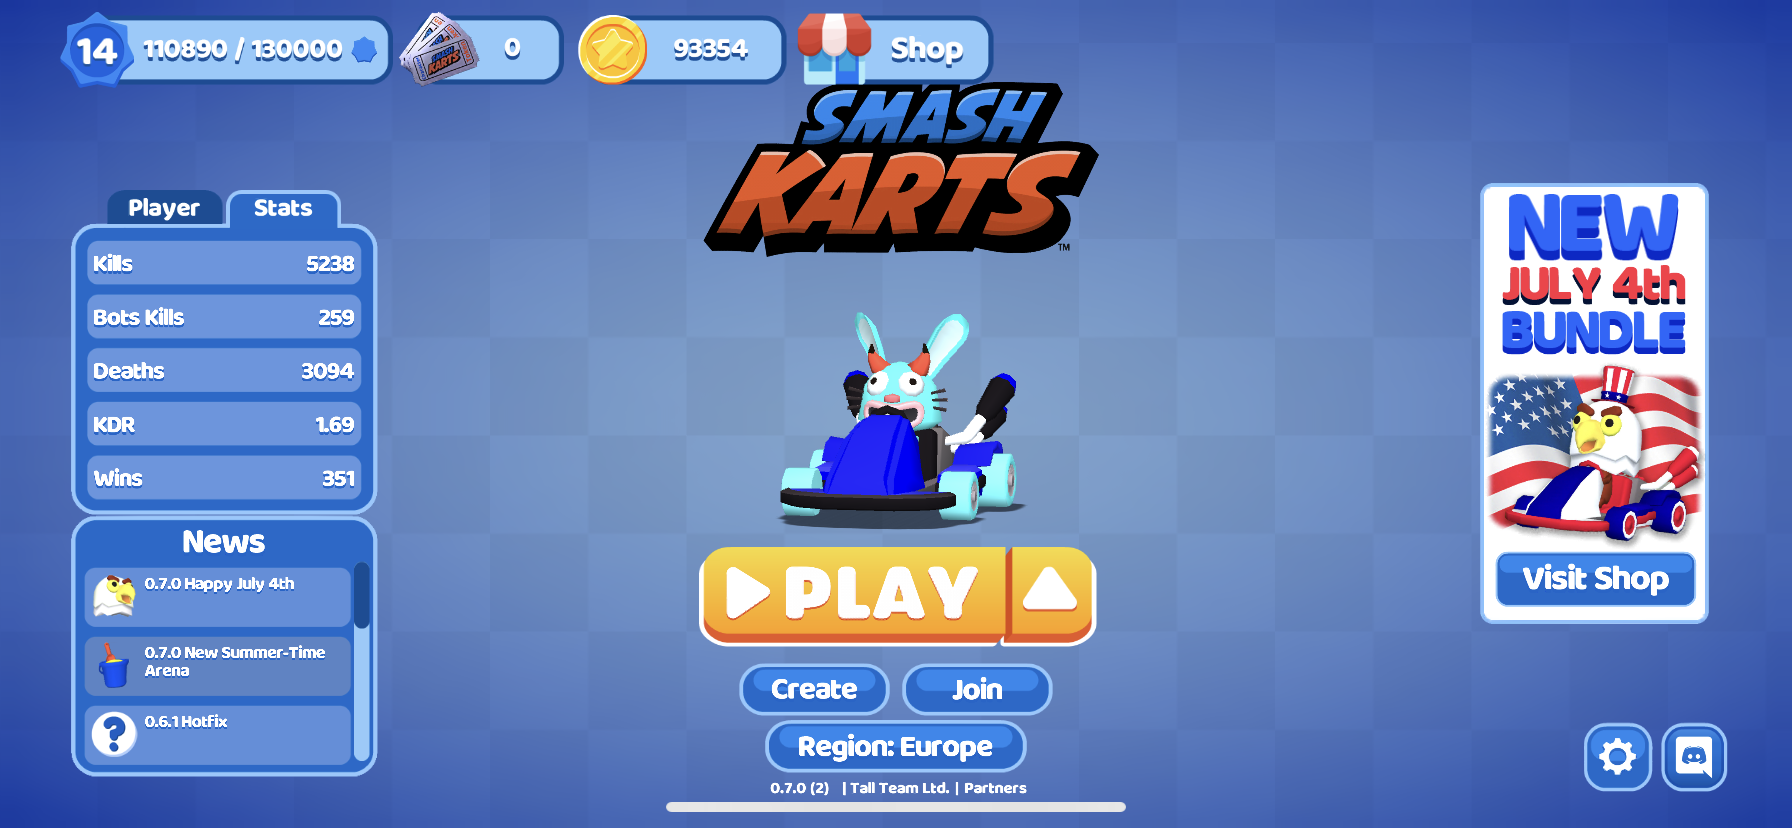 14
110890 / 130000
SMASH KARTS
0
93354
Shop
SMASH
KARTS
TM
Player
Stats
Kills 5238
Bots Kills 259
Deaths 3094
KDR 1.69
Wins 351
News
0.7.0 Happy July 4th
0.7.0 New Summer-Time
Arena
0.6.1 Hotfix
PLAY
Create
Join
Region: Europe
0.7.0 (2) | Tall Team Ltd. | Partners
NEW
JULY 4th
BUNDLE
Visit Shop